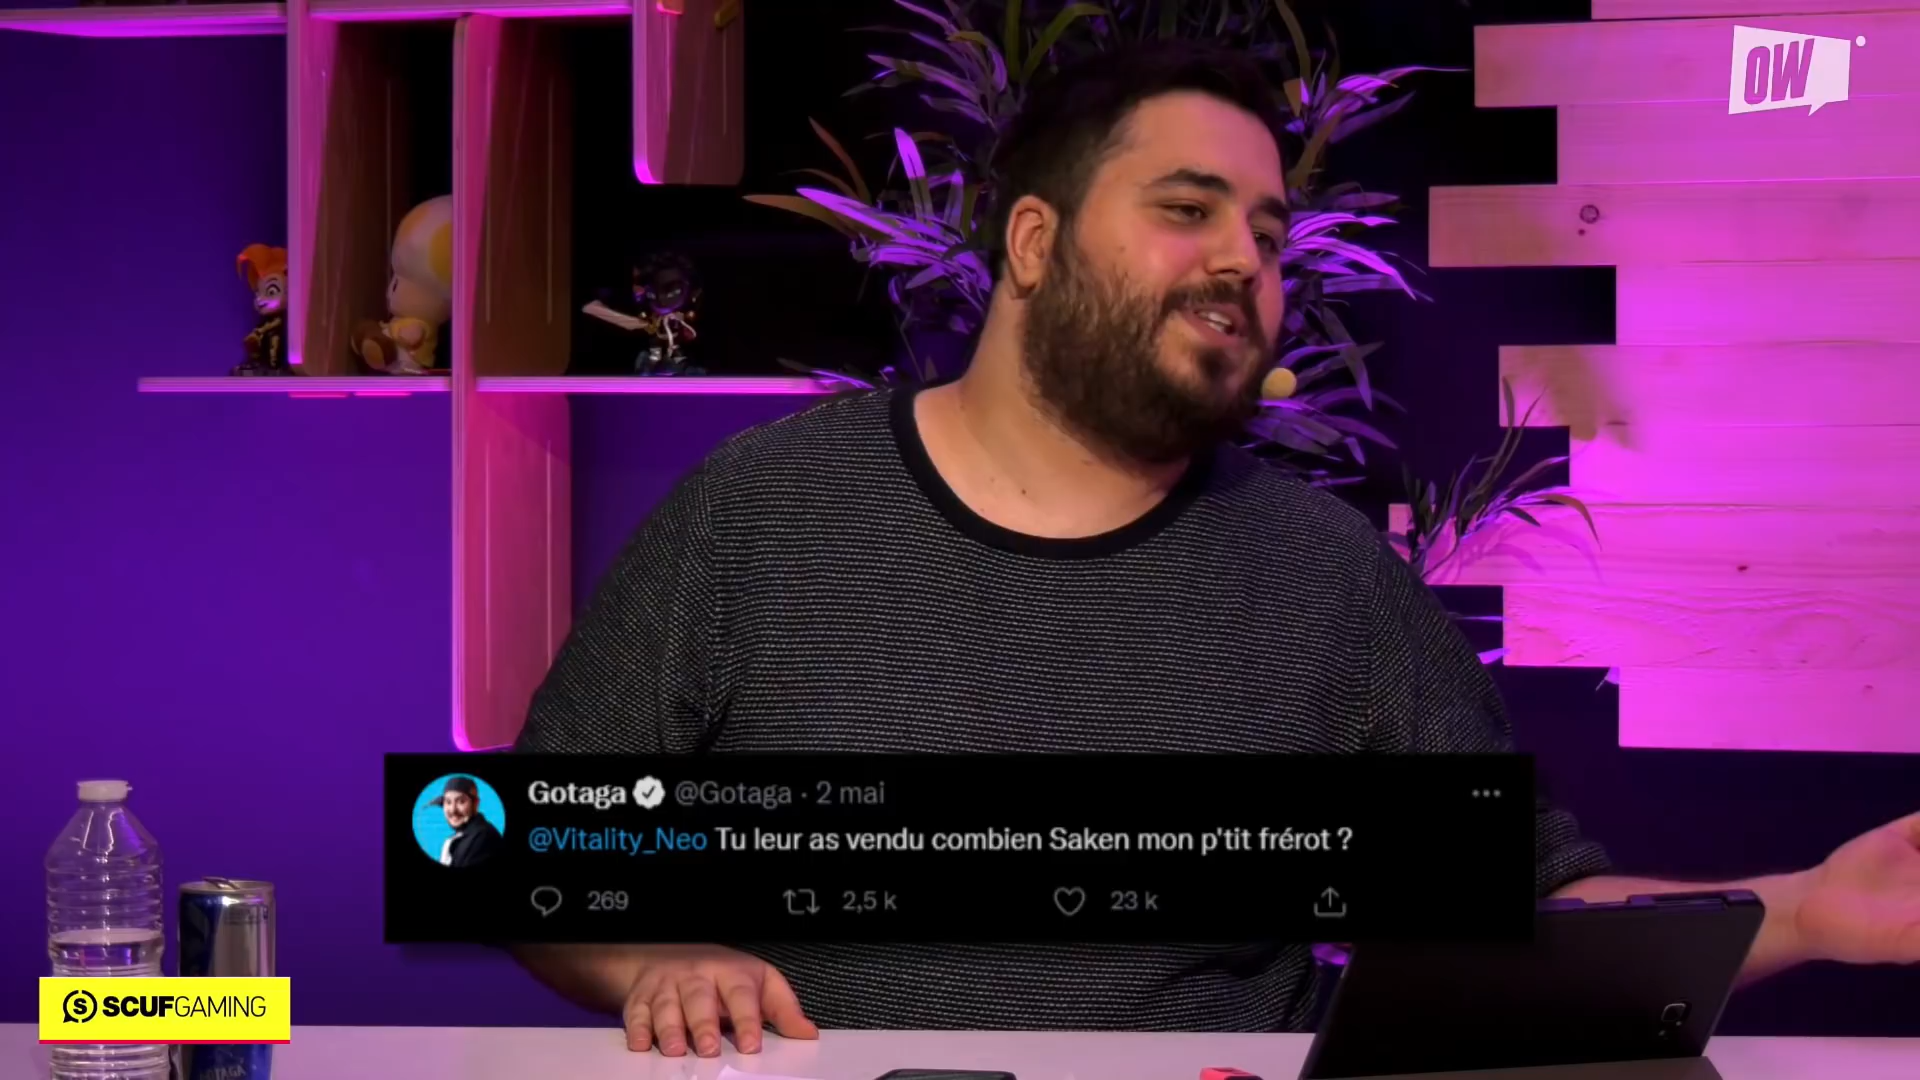 OW
Gotaga @Gotaga · 2 mai
@Vitality_Neo Tu leur as vendu combien Saken mon p'tit frérot ?
269 2,5 k 23 k
SCUFGAMING
GOTAGA